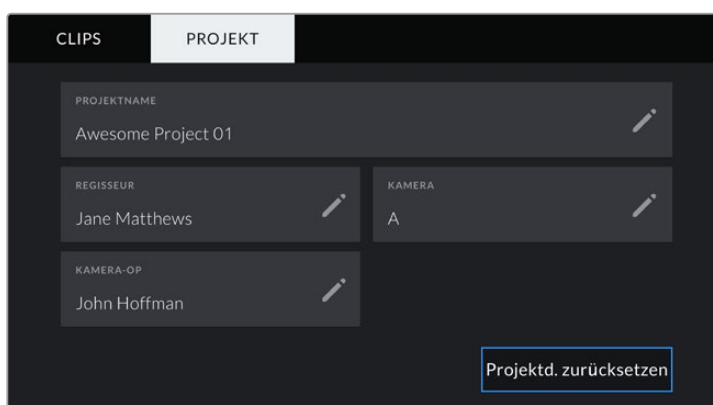 CLIPS PROJEKT
PROJEKTNAME
Awesome Project 01
REGISSEUR KAMERA
Jane Matthews A
KAMERA-OP
John Hoffman
Projektd. zurücksetzen